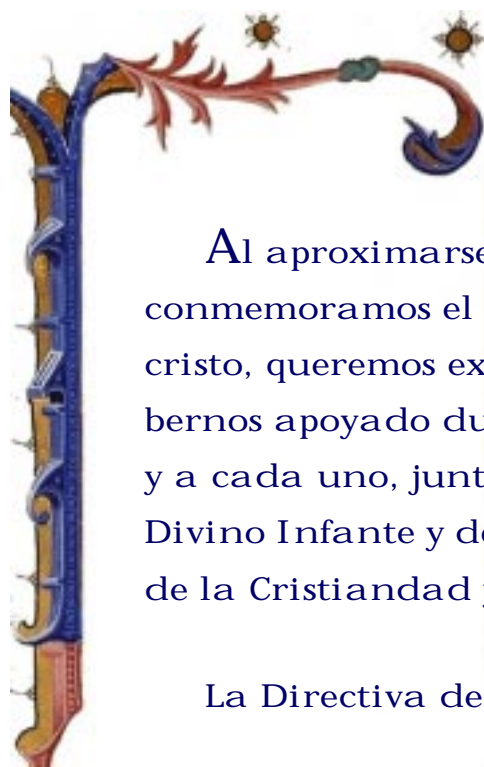 Al aproximarse
conmemoramos el
cristo, queremos ex
bernos apoyado du
y a cada uno, junt
Divino Infante y de
de la Cristiandad
La Directiva de